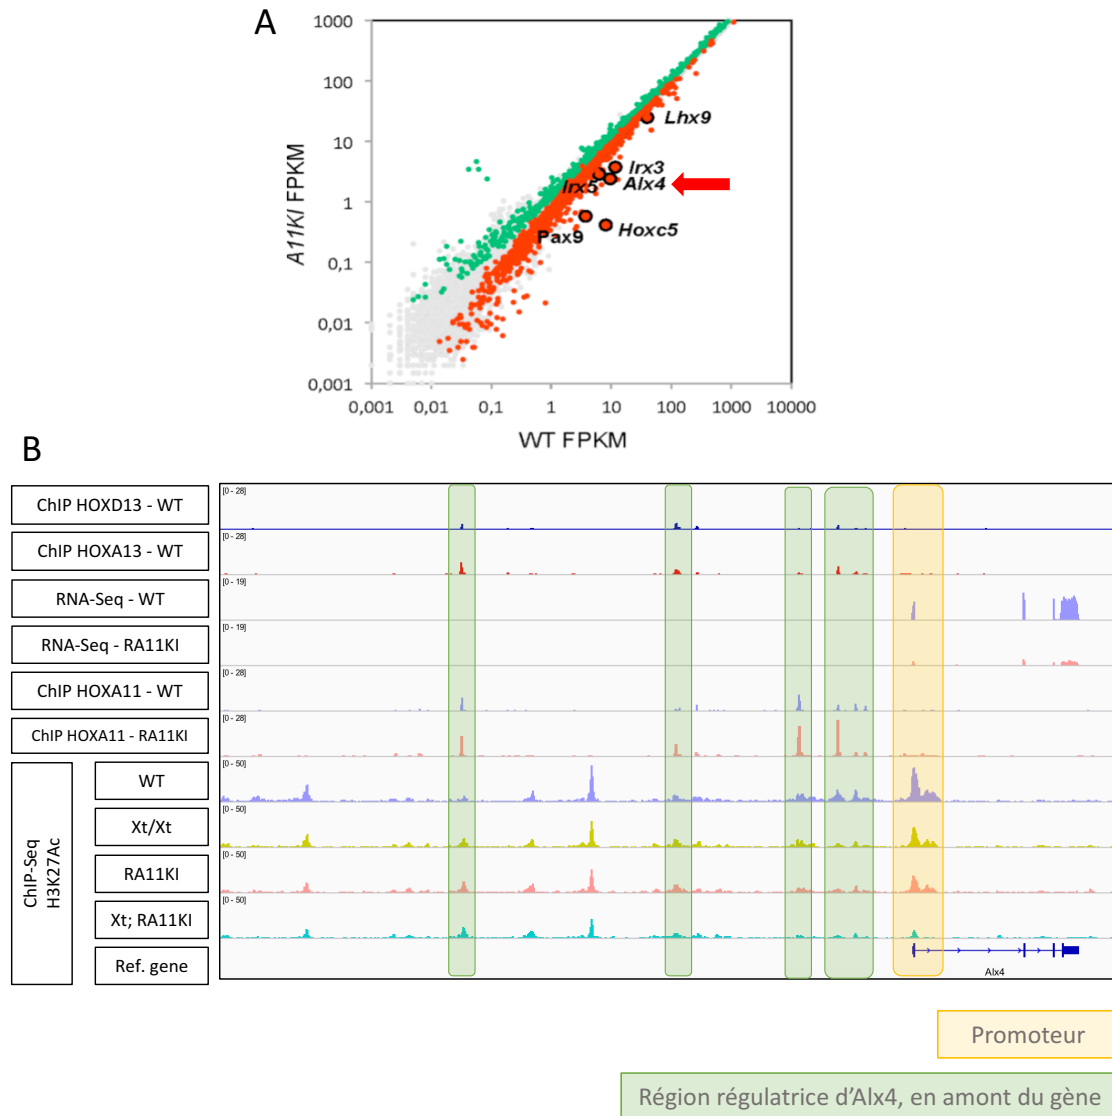 A
1000
100
10
1
0,1
0,01
0,001
A11KI FPKM
Lhx9
Irx3
Irx5
Alx4
Pax9
Hoxc5
0,001 0,01 0,1 1 10 100 1000 10000
WT FPKM
B
ChIP HOXD13 - WT
[0 - 28]
ChIP HOXA13 - WT
[0 - 28]
RNA-Seq - WT
[0 - 19]
RNA-Seq - RA11KI
[0 - 19]
ChIP HOXA11 - WT
[0 - 28]
ChIP HOXA11 - RA11KI
[0 - 28]
ChIP-Seq
H3K27Ac
WT
[0 - 50]
Xt/Xt
[0 - 50]
RA11KI
[0 - 50]
Xt; RA11KI
[0 - 50]
Ref. gene
Alx4
Promoteur
Région régulatrice d'Alx4, en amont du gène